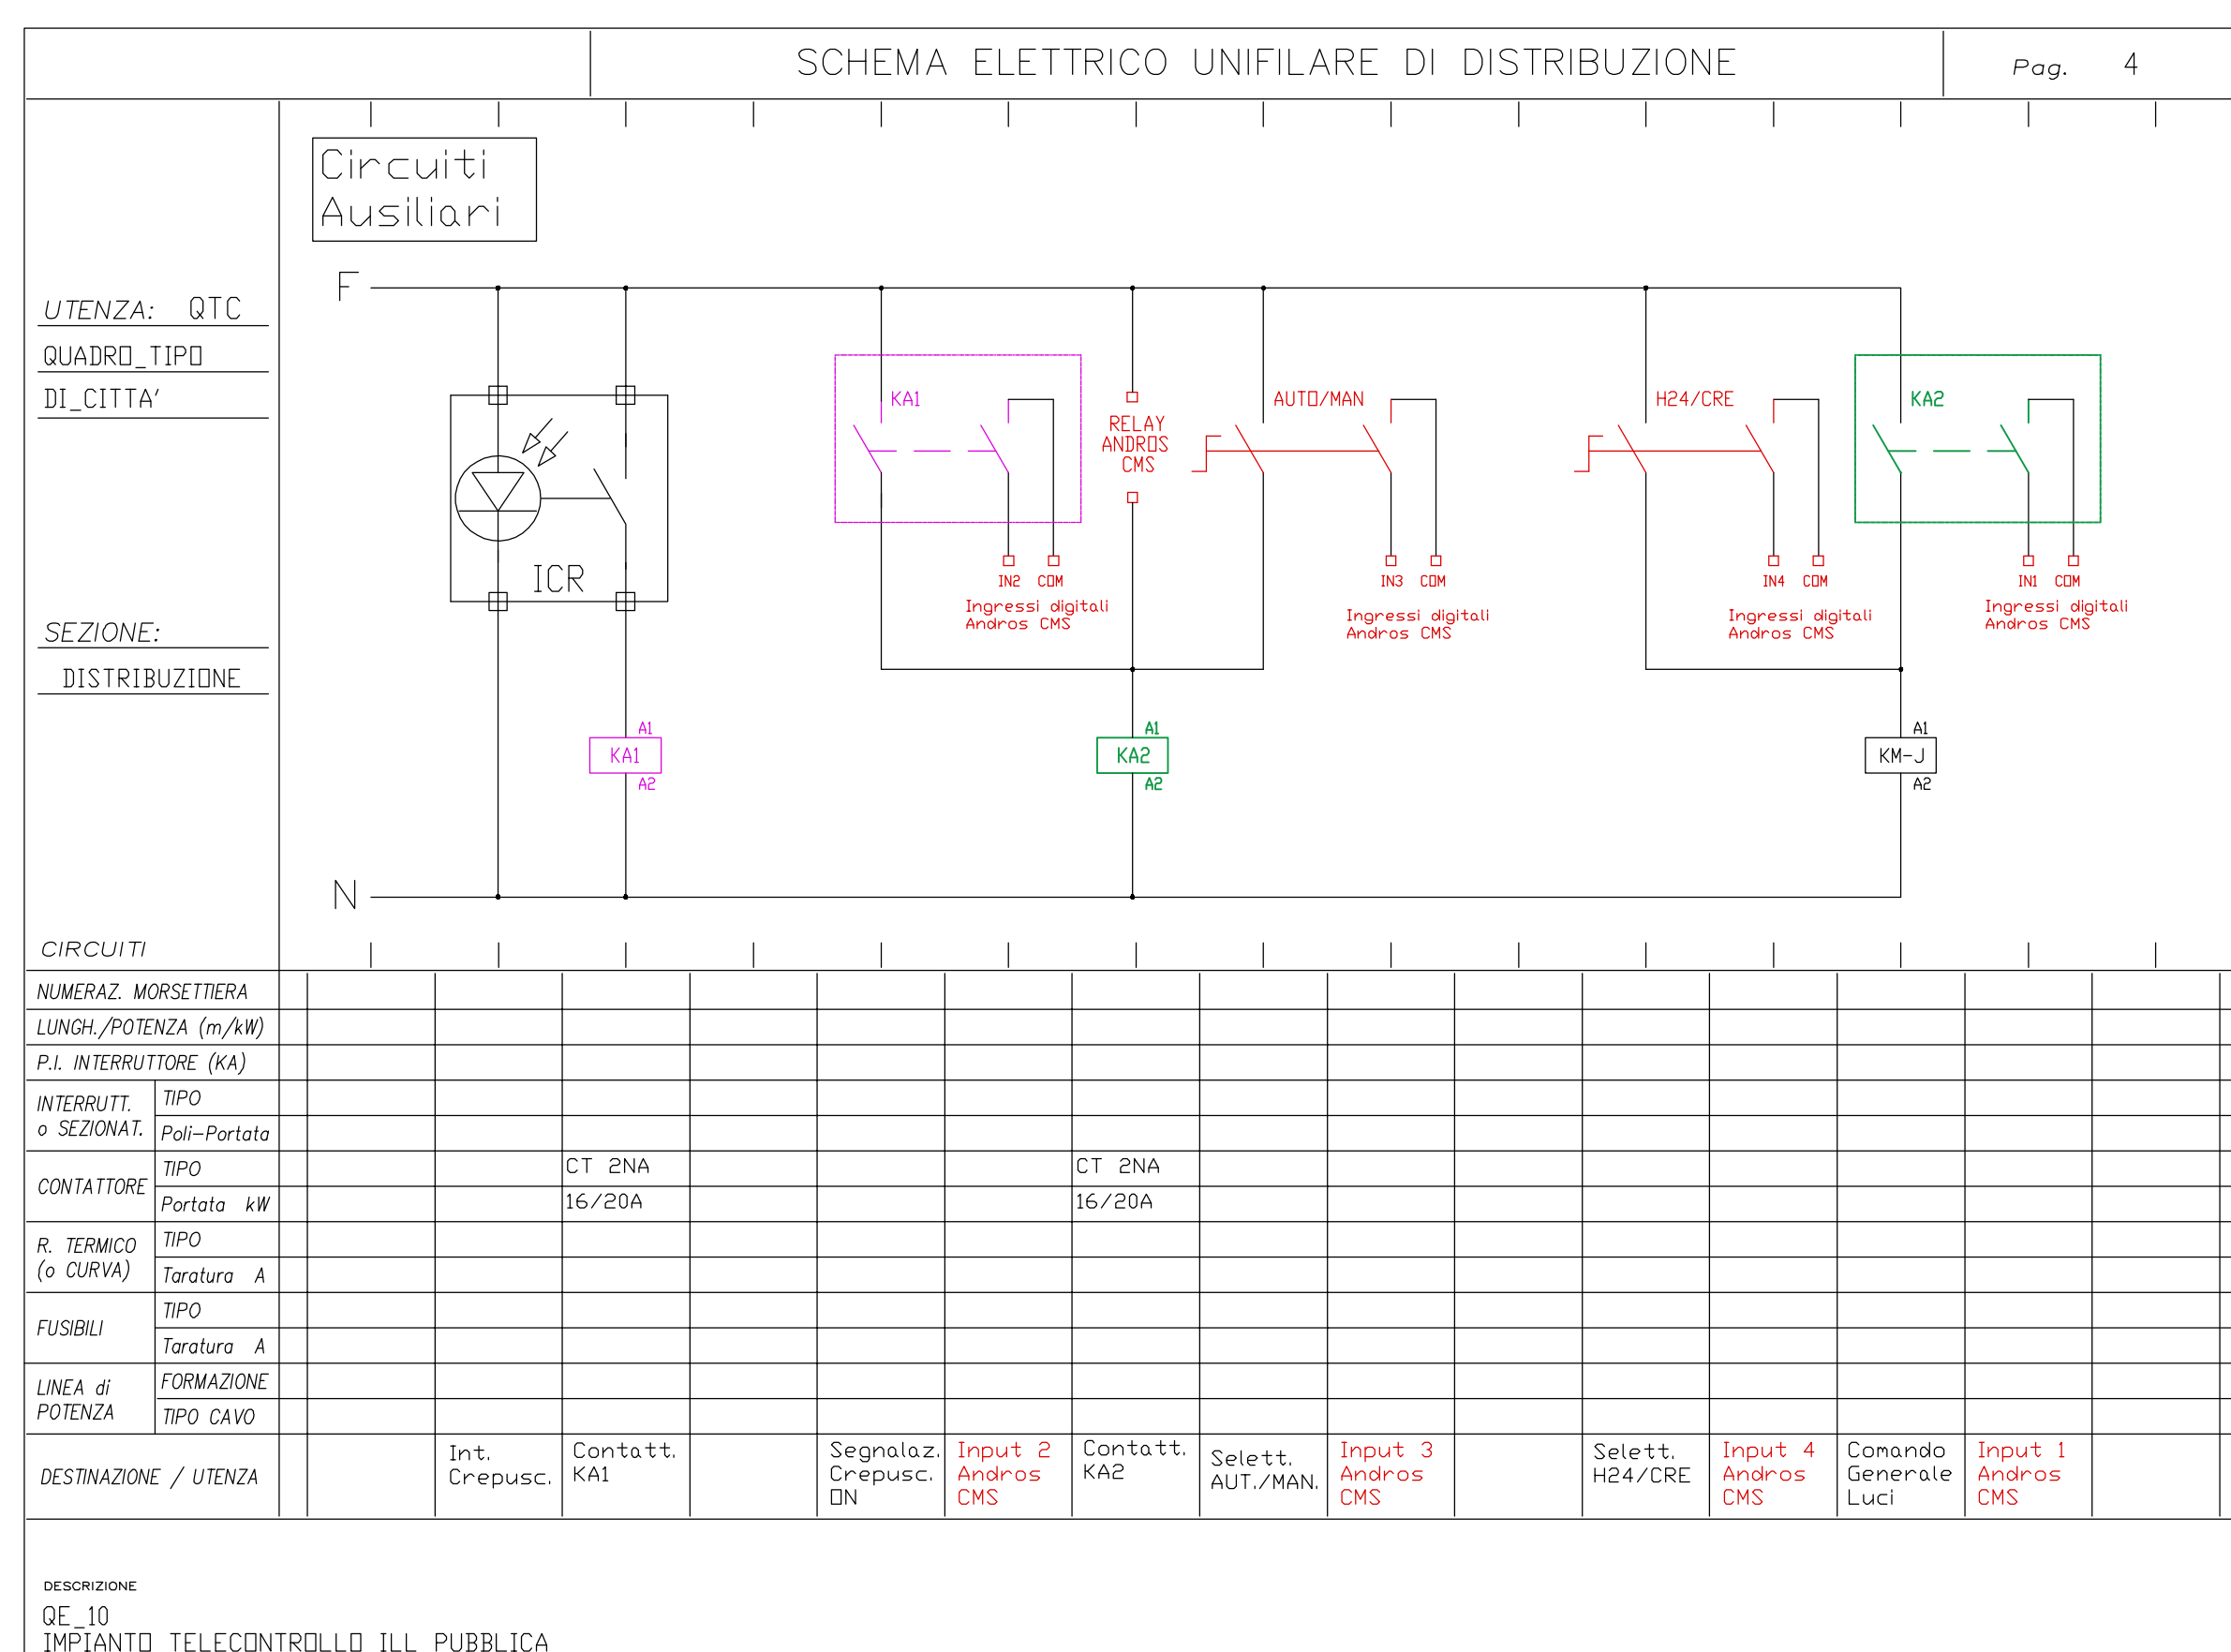 SCHEMA ELETTRICO UNIFILARE DI DISTRIBUZIONE
Pag. 4
Circuiti
Ausiliari
UTENZA: QTC
QUADRO_TIPO
DI_CITTA'
SEZIONE:
DISTRIBUZIONE
F
KA1
RELAY
ANDROS
CMS
AUTO/MAN
H24/CRE
KA2
ICR
IN2 COM
Ingressi digitali
Andros CMS
IN3 COM
Ingressi digitali
Andros CMS
IN4 COM
Ingressi digitali
Andros CMS
IN1 COM
Ingressi digitali
Andros CMS
A1
KA1
A2
A1
KA2
A2
A1
KM-J
A2
N
CIRCUITI
NUMERAZ. MORSETTIERA
LUNGH./POTENZA (m/kW)
P.I. INTERRUTTORE (KA)
INTERRUTT.
o SEZIONAT.
TIPO
Poli-Portata
CONTATTORE
TIPO
CT 2NA
CT 2NA
Portata kW
16/20A
16/20A
R. TERMICO
(o CURVA)
TIPO
Taratura A
FUSIBILI
TIPO
Taratura A
LINEA di
POTENZA
FORMAZIONE
TIPO CAVO
DESTINAZIONE / UTENZA
Int.
Crepusc.
Contatt.
KA1
Segnalaz.
Crepusc.
ON
Input 2
Andros
CMS
Contatt.
KA2
Selett.
AUT./MAN.
Input 3
Andros
CMS
Selett.
H24/CRE
Input 4
Andros
CMS
Comando
Generale
Luci
Input 1
Andros
CMS
DESCRIZIONE
QE_10
IMPIANTO TELECONTROLLO ILL PUBBLICA